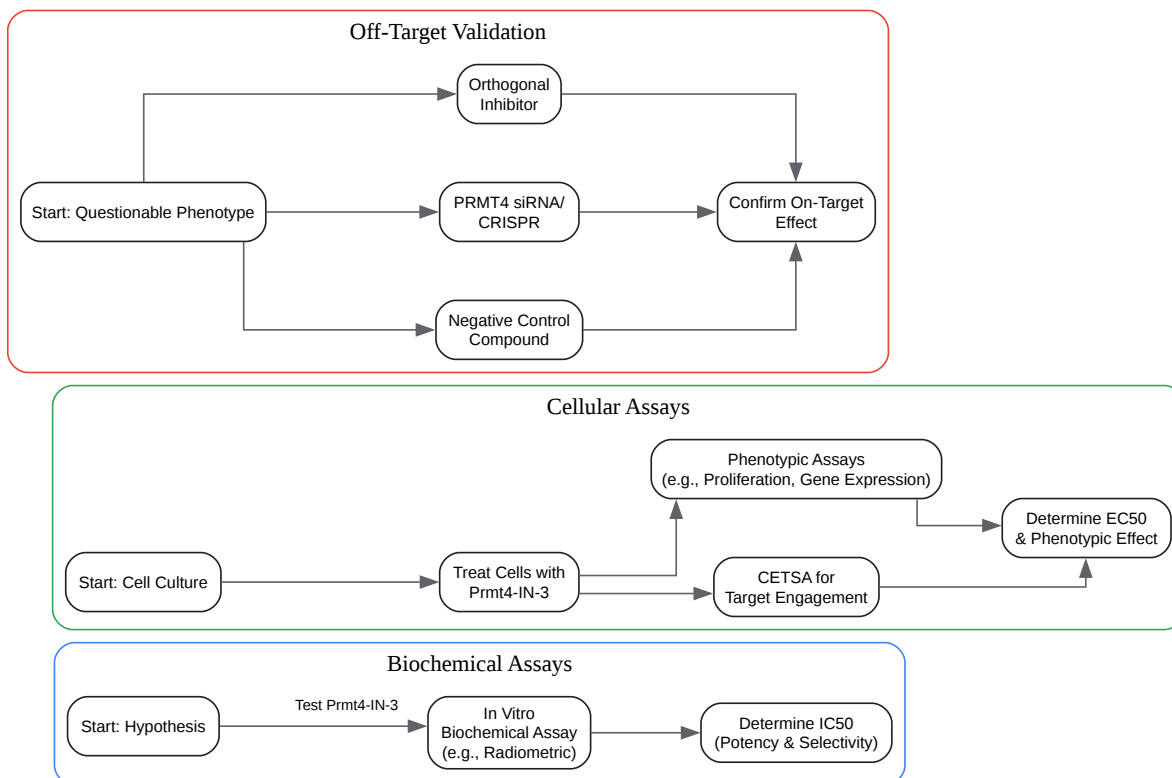 Off-Target Validation
Orthogonal
Inhibitor
Start: Questionable Phenotype
PRMT4 siRNA/
CRISPR
Confirm On-Target
Effect
Negative Control
Compound
Cellular Assays
Phenotypic Assays
(e.g., Proliferation, Gene Expression)
Determine EC50
& Phenotypic Effect
Start: Cell Culture
Treat Cells with
Prmt4-IN-3
CETSA for
Target Engagement
Biochemical Assays
Start: Hypothesis
Test Prmt4-IN-3
In Vitro
Biochemical Assay
(e.g., Radiometric)
Determine IC50
(Potency & Selectivity)